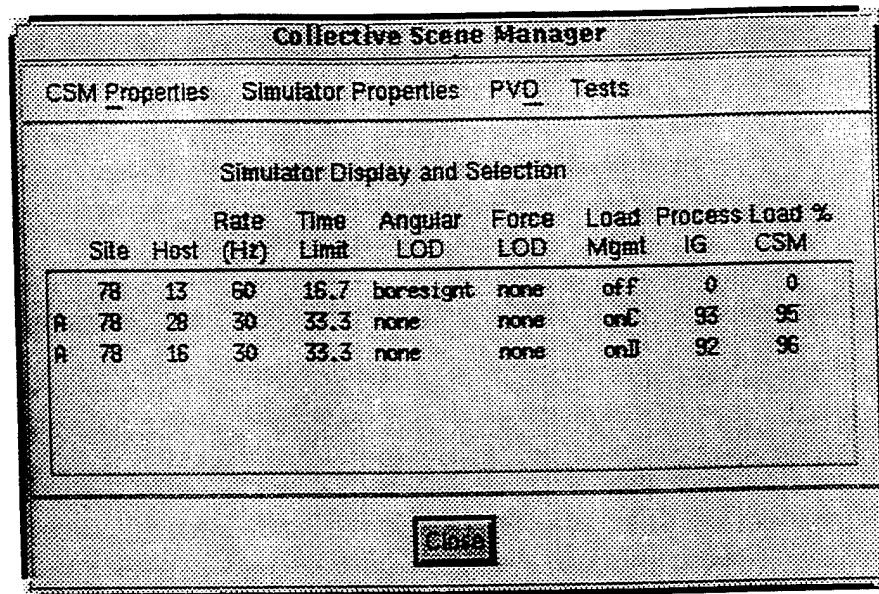 Collective Scene Manager
CSM Properties Simulator Properties PVD Tests
Simulator Display and Selection
Rate Time Angular Force Load Process Load %
Site Host (Hz) Limit LOD LOD Mgmt IG CSM
78 13 60 16.7 boresignt none off 0 0
A 78 28 30 33.3 none none onC 93 95
A 78 16 30 33.3 none none onD 92 96
Close